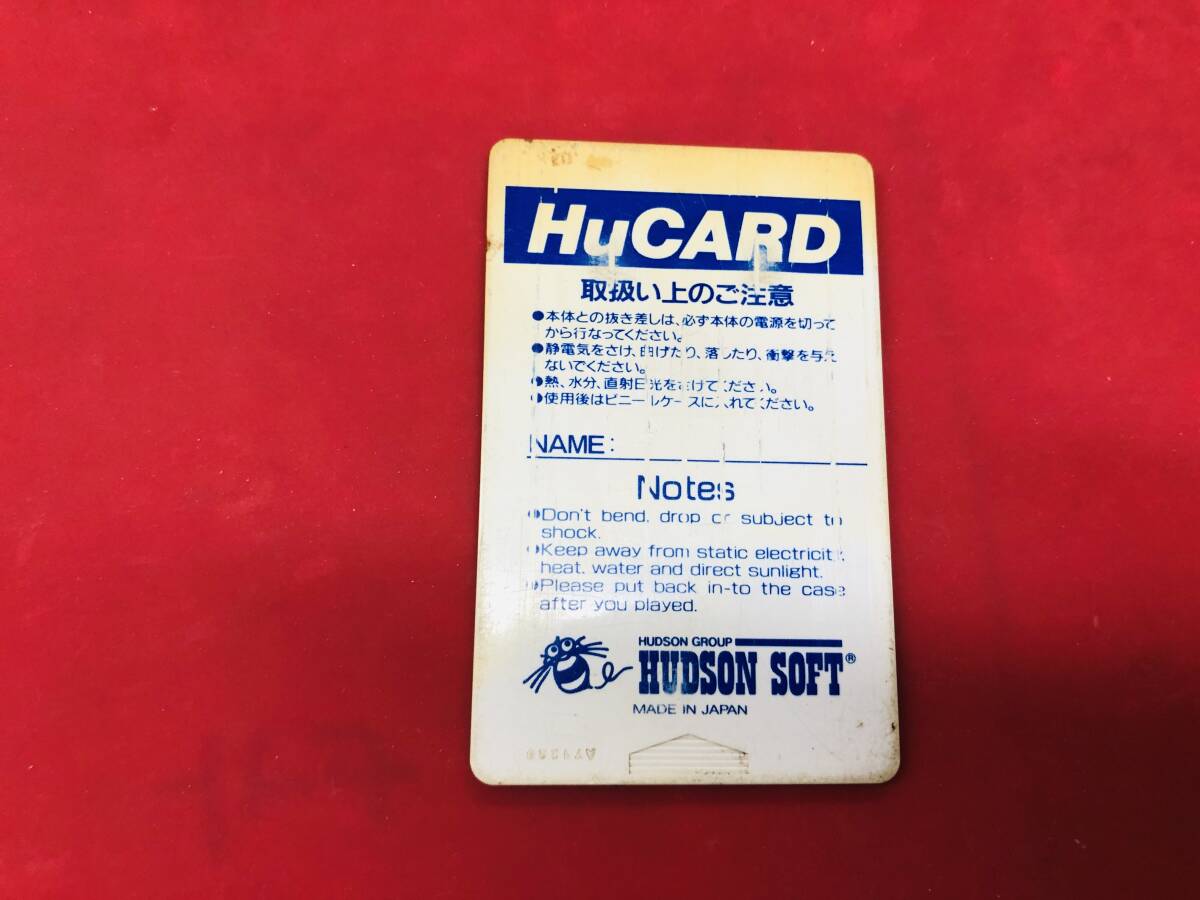 HuCARD
取扱い上のご注意
●本体との抜き差しは、必ず本体の電源を切って
から行なってください。
●静電気をさけ、曲げたり、落したり、衝撃を与え
ないでください。
●熱、水分、直射日光をさけてください。
●使用後はビニールケースに入れてください。
NAME:
Notes
●Don't bend, drop or subject to
shock.
●Keep away from static electricity,
heat, water and direct sunlight.
●Please put back in-to the case
after you played.
HUDSON GROUP
HUDSON SOFT®
MADE IN JAPAN